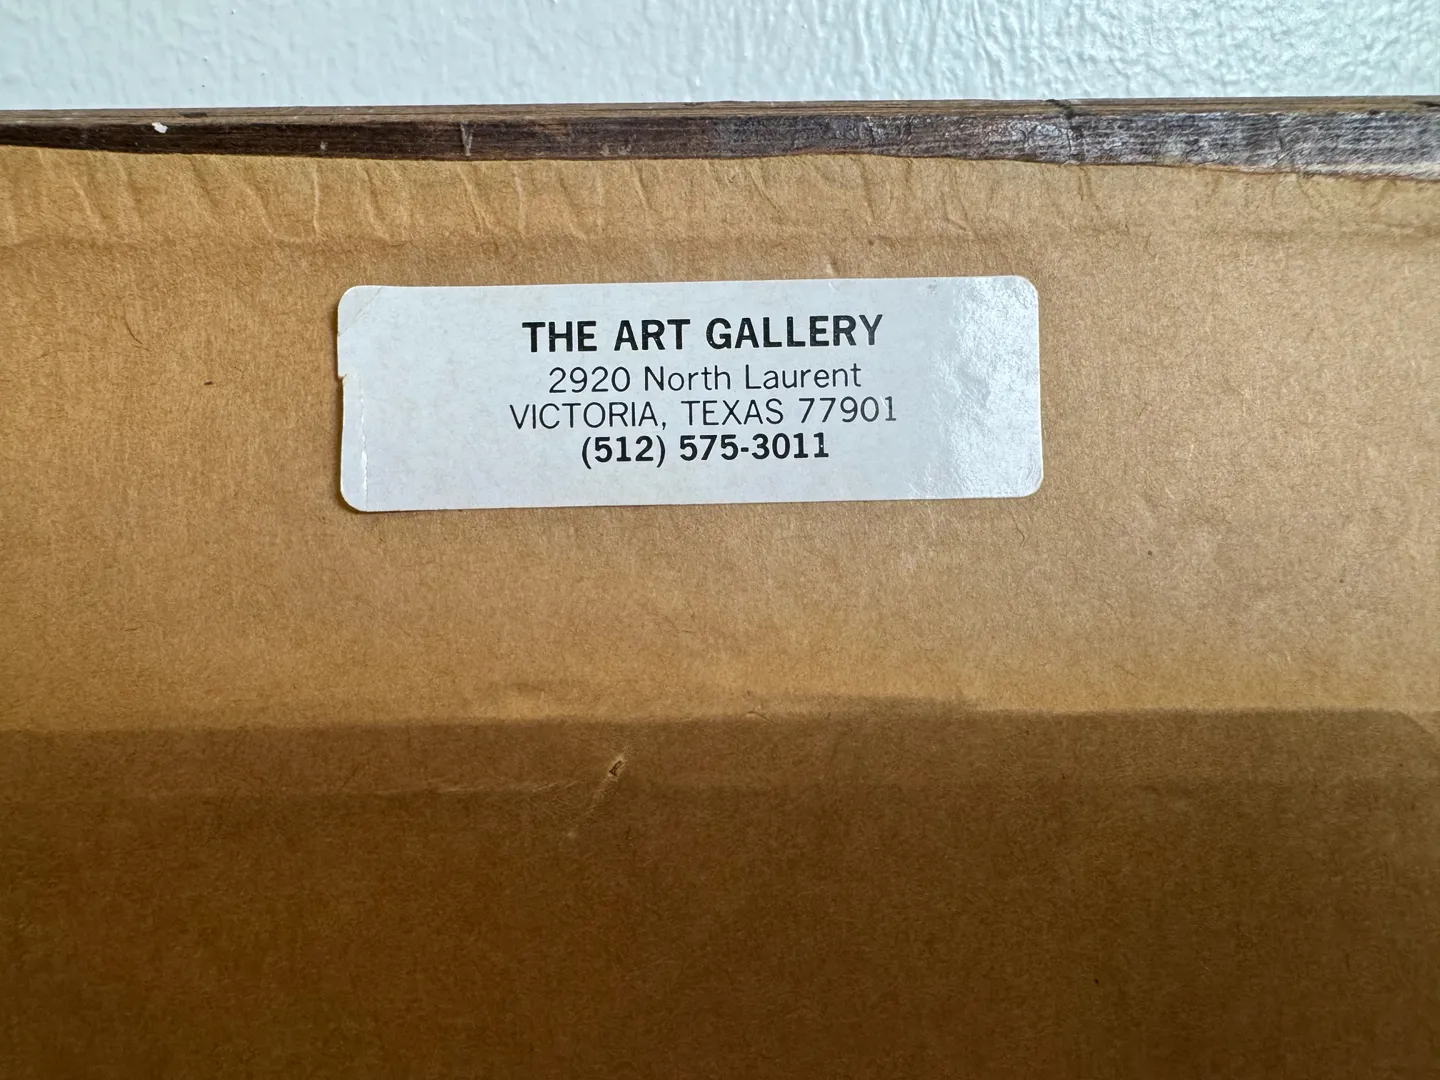 THE ART GALLERY
2920 North Laurent
VICTORIA, TEXAS 77901
(512) 575-3011